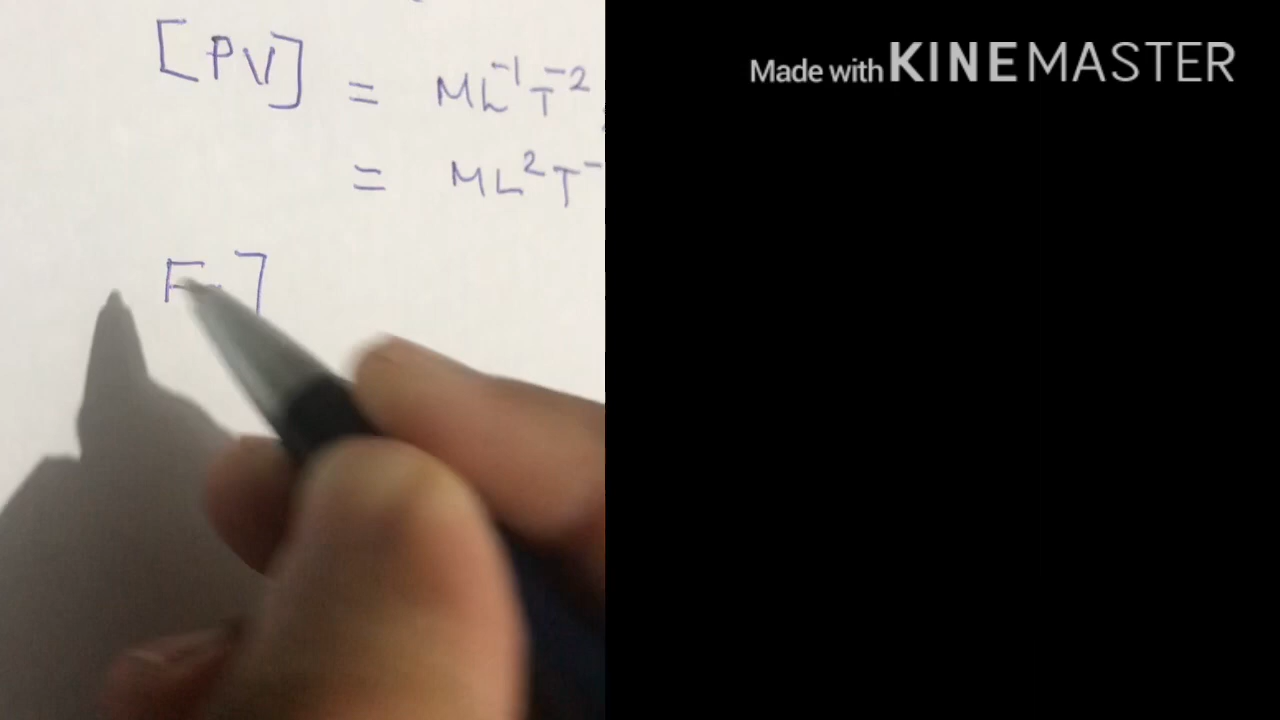 [PV] = ML⁻¹T⁻²
= ML²T⁻
Made with KINEMASTER